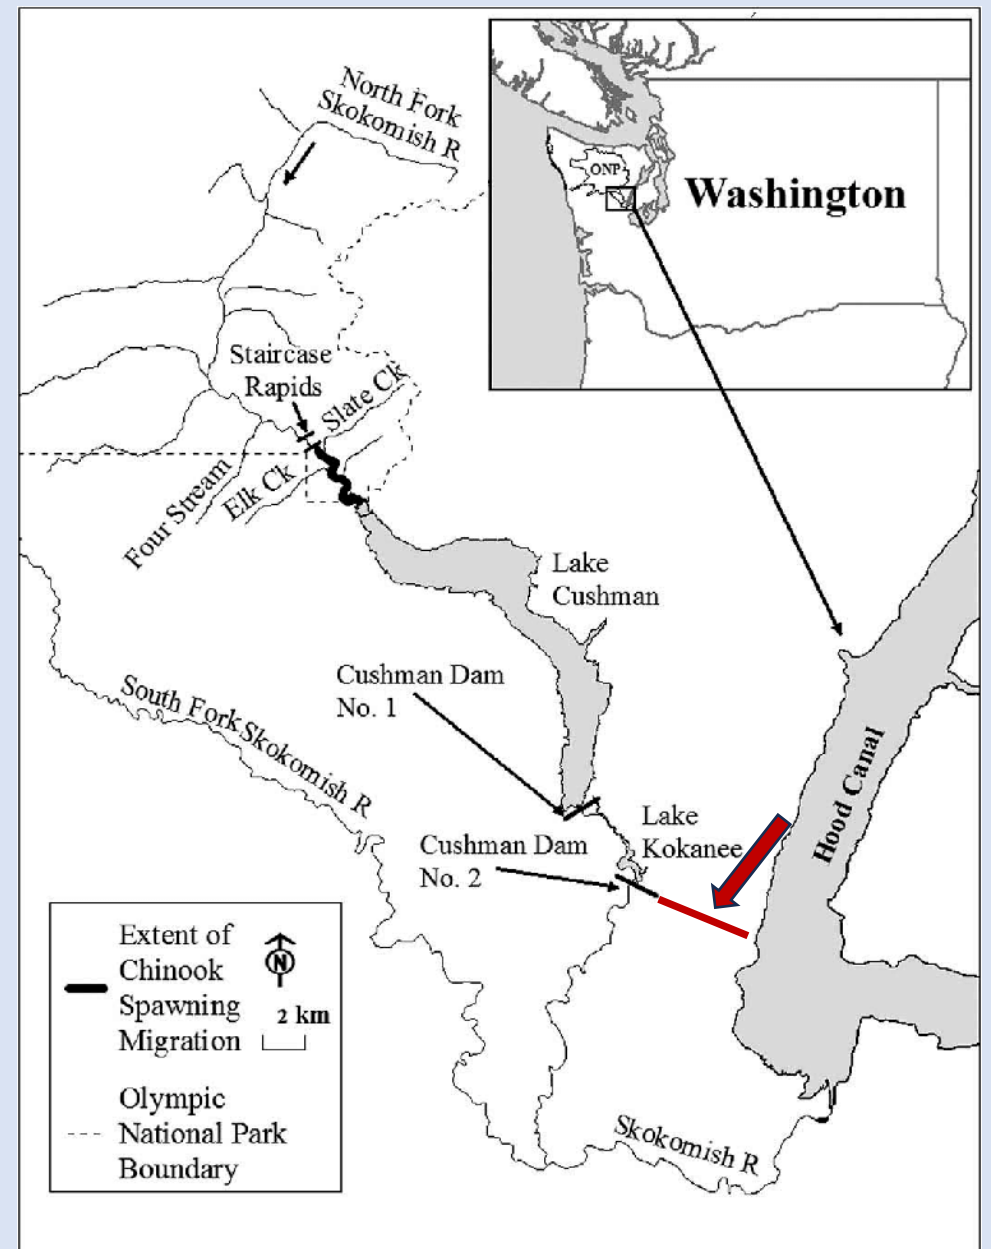 North Fork
Skokomish R
ONP
Washington
Staircase
Rapids
Slate Ck
Elk Ck
Four Stream
Lake
Cushman
Cushman Dam
No. 1
South Fork Skokomish R
Hood Canal
Lake
Kokanee
Cushman Dam
No. 2
Extent of
Chinook
Spawning
Migration
N
2 km
Olympic
National Park
Boundary
Skokomish R